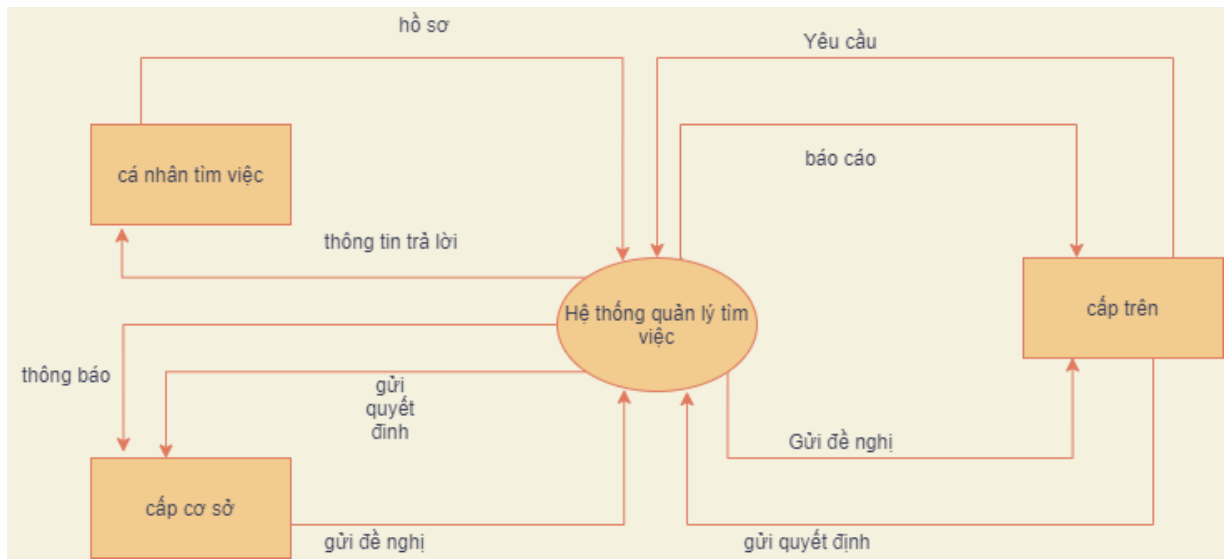 hồ sơ
Yêu cầu
báo cáo
cá nhân tìm việc
thông tin trả lời
cấp trên
Hệ thống quản lý tìm
việc
thông báo
gửi
quyết
đinh
Gửi đề nghị
cấp cơ sở
gửi đề nghị
gửi quyết định